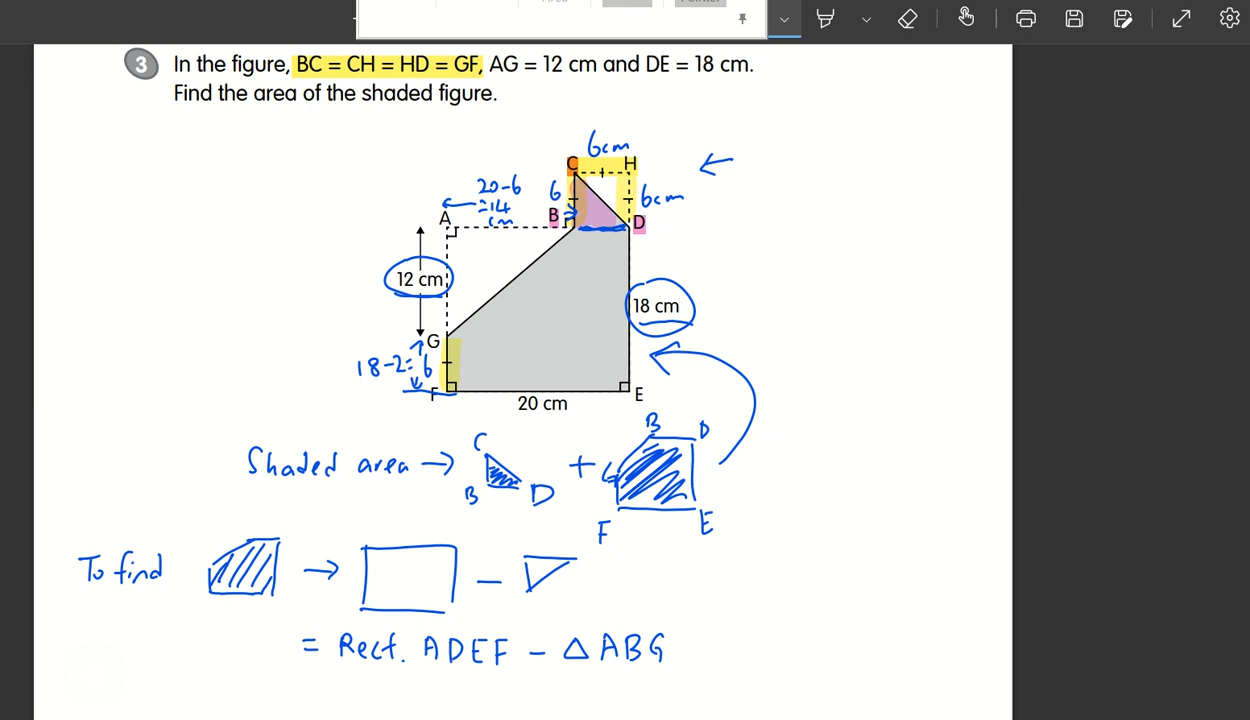 3 In the figure, BC = CH = HD = GF, AG = 12 cm and DE = 18 cm.
Find the area of the shaded figure.
6cm
C H
20-6
=14
cm
6
6cm
A B D
12 cm
18 cm
G
18-2=6
F E
20 cm
Shaded area → C B D + B D G F E
To find → −
= Rect. ADEF − △ ABG